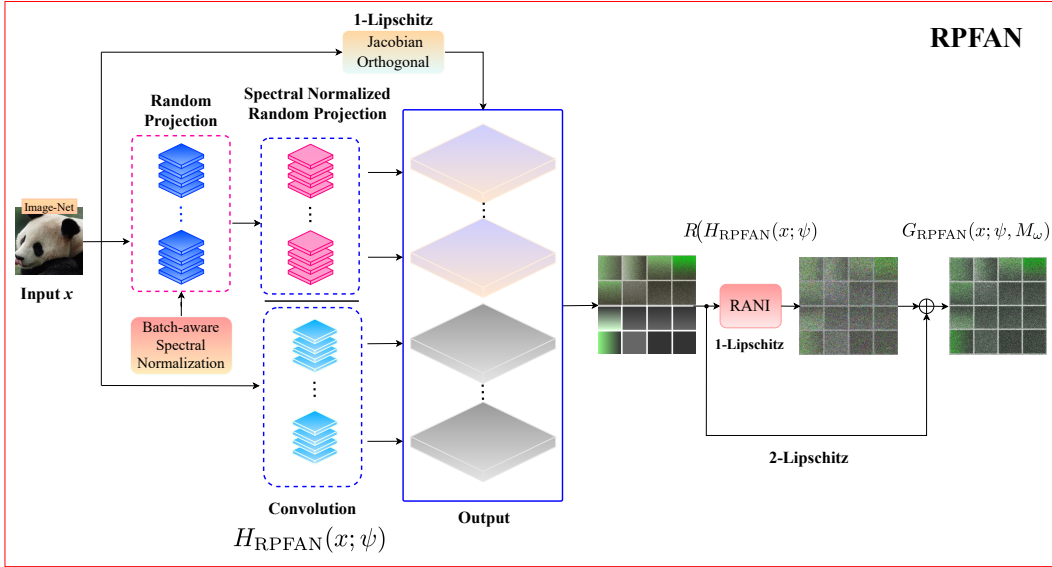 RPFAN
1-Lipschitz
Jacobian
Orthogonal
Random
Projection
Spectral Normalized
Random Projection
Image-Net
Input x
Batch-aware
Spectral
Normalization
Convolution
H_RPFAN(x; ψ)
Output
R(H_RPFAN(x; ψ)
RANI
1-Lipschitz
2-Lipschitz
G_RPFAN(x; ψ, M_ω)